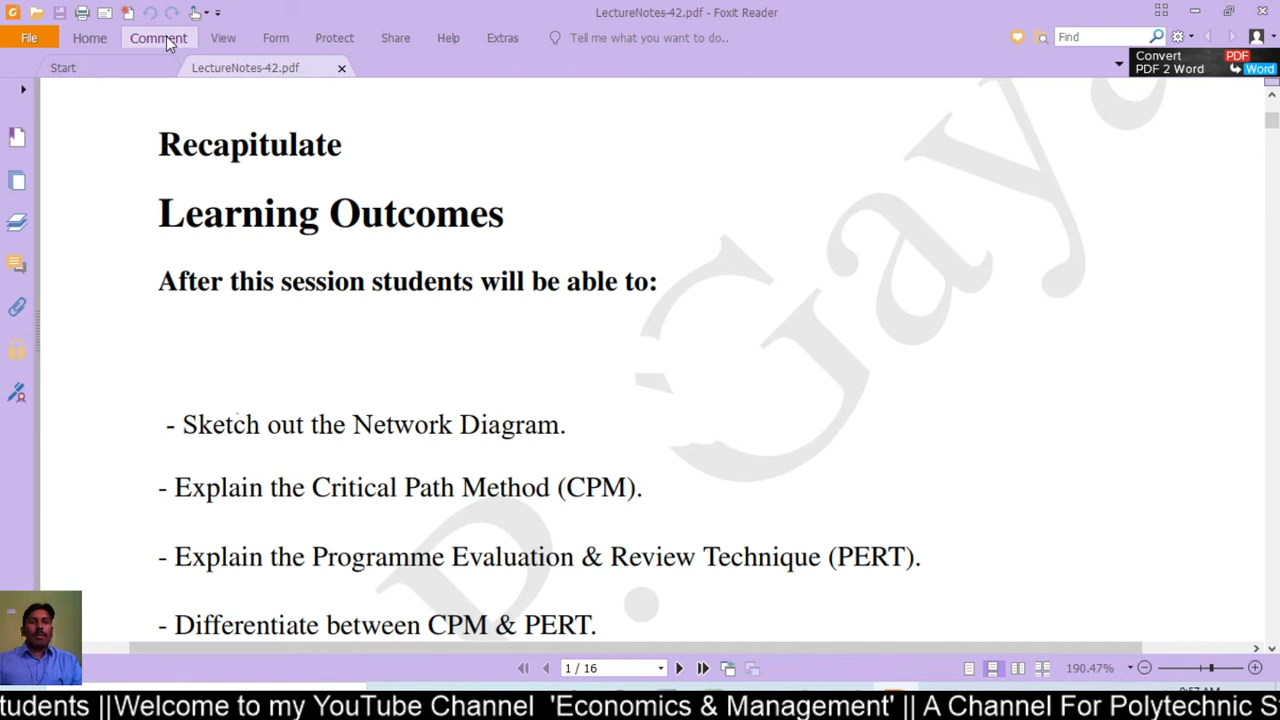 LectureNotes-42.pdf - Foxit Reader
File Home Comment View Form Protect Share Help Extras Tell me what you want to do.. Find
Start LectureNotes-42.pdf
Convert PDF
PDF 2 Word Word
Recapitulate
Learning Outcomes
After this session students will be able to:
- Sketch out the Network Diagram.
- Explain the Critical Path Method (CPM).
- Explain the Programme Evaluation & Review Technique (PERT).
- Differentiate between CPM & PERT.
P. Gaya
1 / 16 190.47%
tudents ||Welcome to my YouTube Channel 'Economics & Management' || A Channel For Polytechnic S